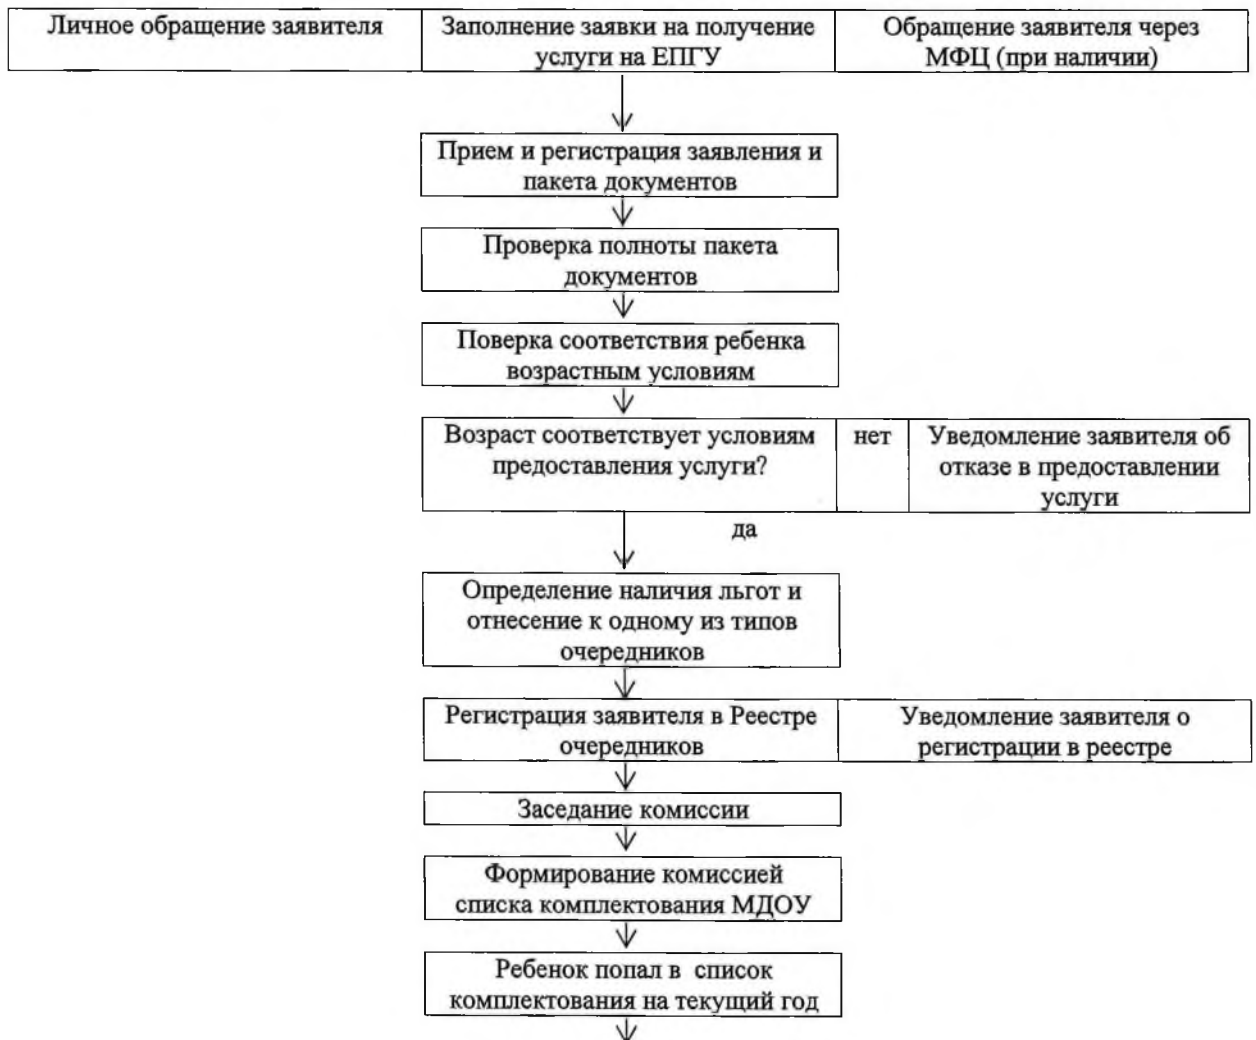 Личное обращение заявителя
Заполнение заявки на получение
услуги на ЕПГУ
Обращение заявителя через
МФЦ (при наличии)
Прием и регистрация заявления и
пакета документов
Проверка полноты пакета
документов
Поверка соответствия ребенка
возрастным условиям
Возраст соответствует условиям
предоставления услуги?
нет
Уведомление заявителя об
отказе в предоставлении
услуги
да
Определение наличия льгот и
отнесение к одному из типов
очередников
Регистрация заявителя в Реестре
очередников
Уведомление заявителя о
регистрации в реестре
Заседание комиссии
Формирование комиссией
списка комплектования МДОУ
Ребенок попал в список
комплектования на текущий год